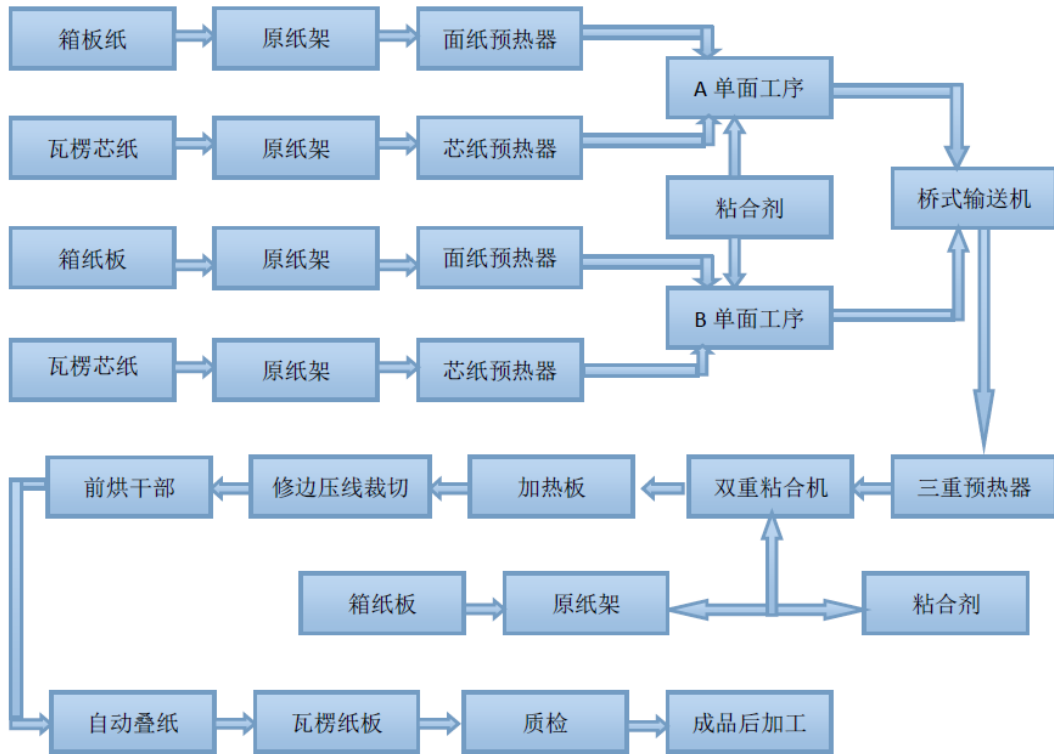 箱板纸
原纸架
面纸预热器
A 单面工序
瓦楞芯纸
原纸架
芯纸预热器
粘合剂
桥式输送机
箱纸板
原纸架
面纸预热器
B 单面工序
瓦楞芯纸
原纸架
芯纸预热器
前烘干部
修边压线裁切
加热板
双重粘合机
三重预热器
箱纸板
原纸架
粘合剂
自动叠纸
瓦楞纸板
质检
成品后加工